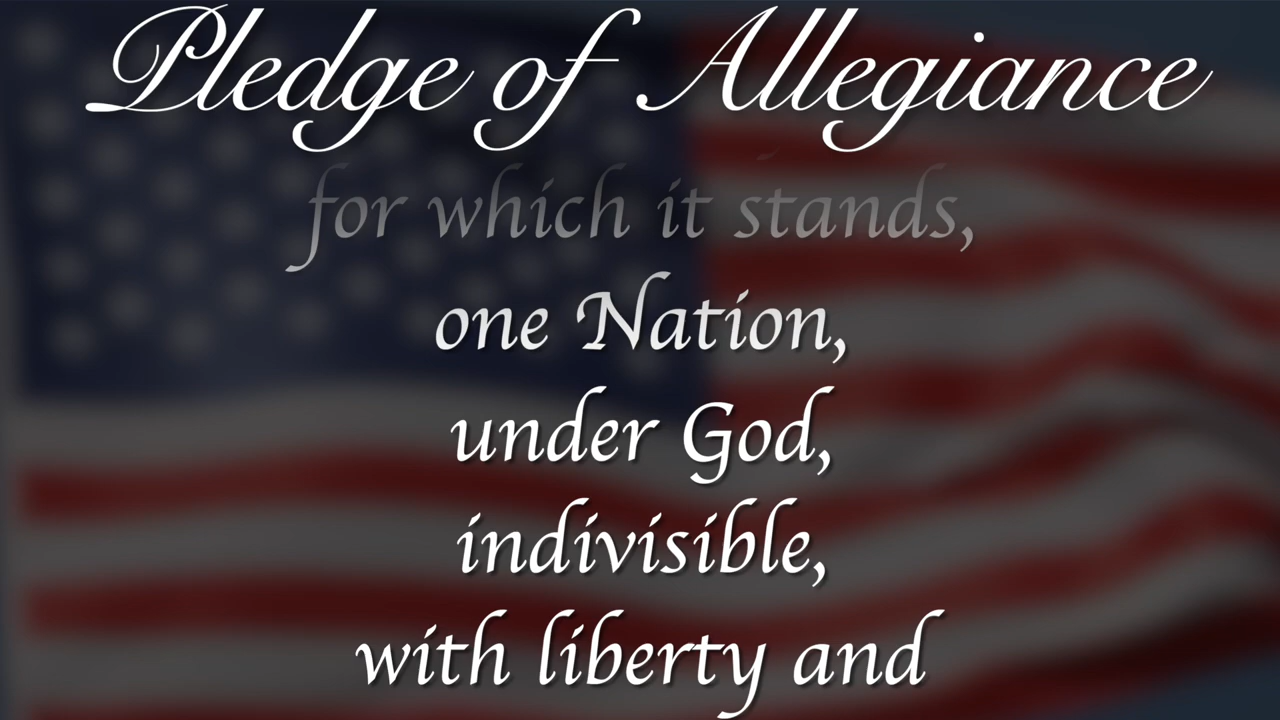 Pledge of Allegiance
for which it stands,
one Nation,
under God,
indivisible,
with liberty and